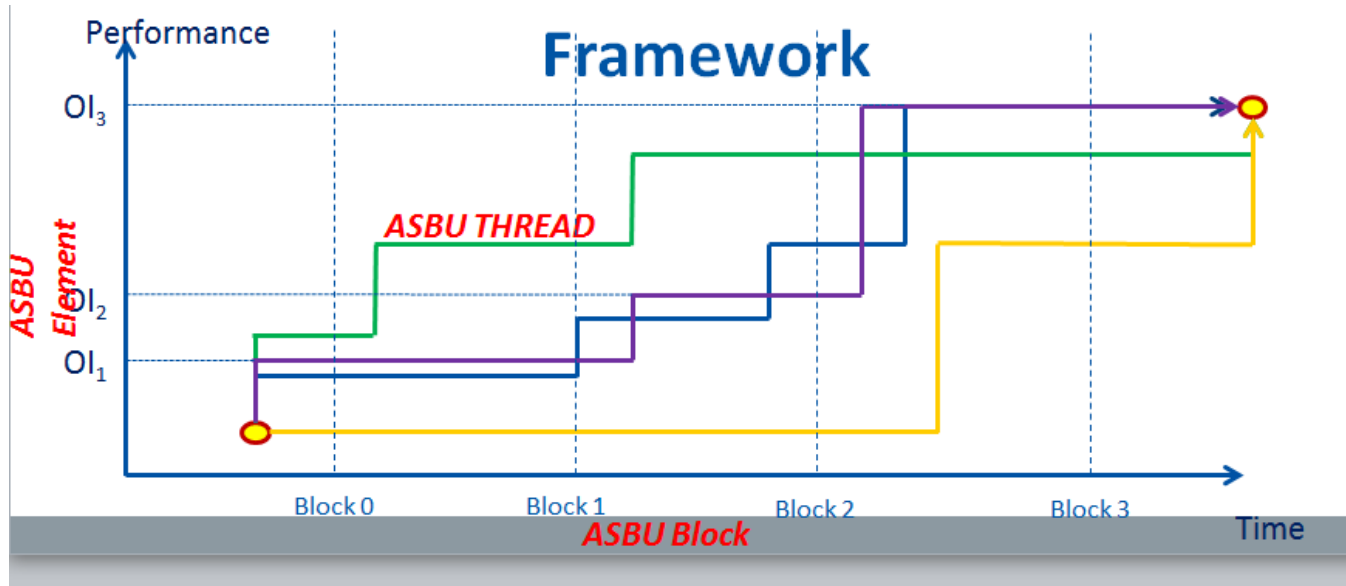 Performance
Framework
OI₃
ASBU THREAD
ASBU
Element
OI₂
OI₁
Block 0
Block 1
Block 2
Block 3
ASBU Block
Time